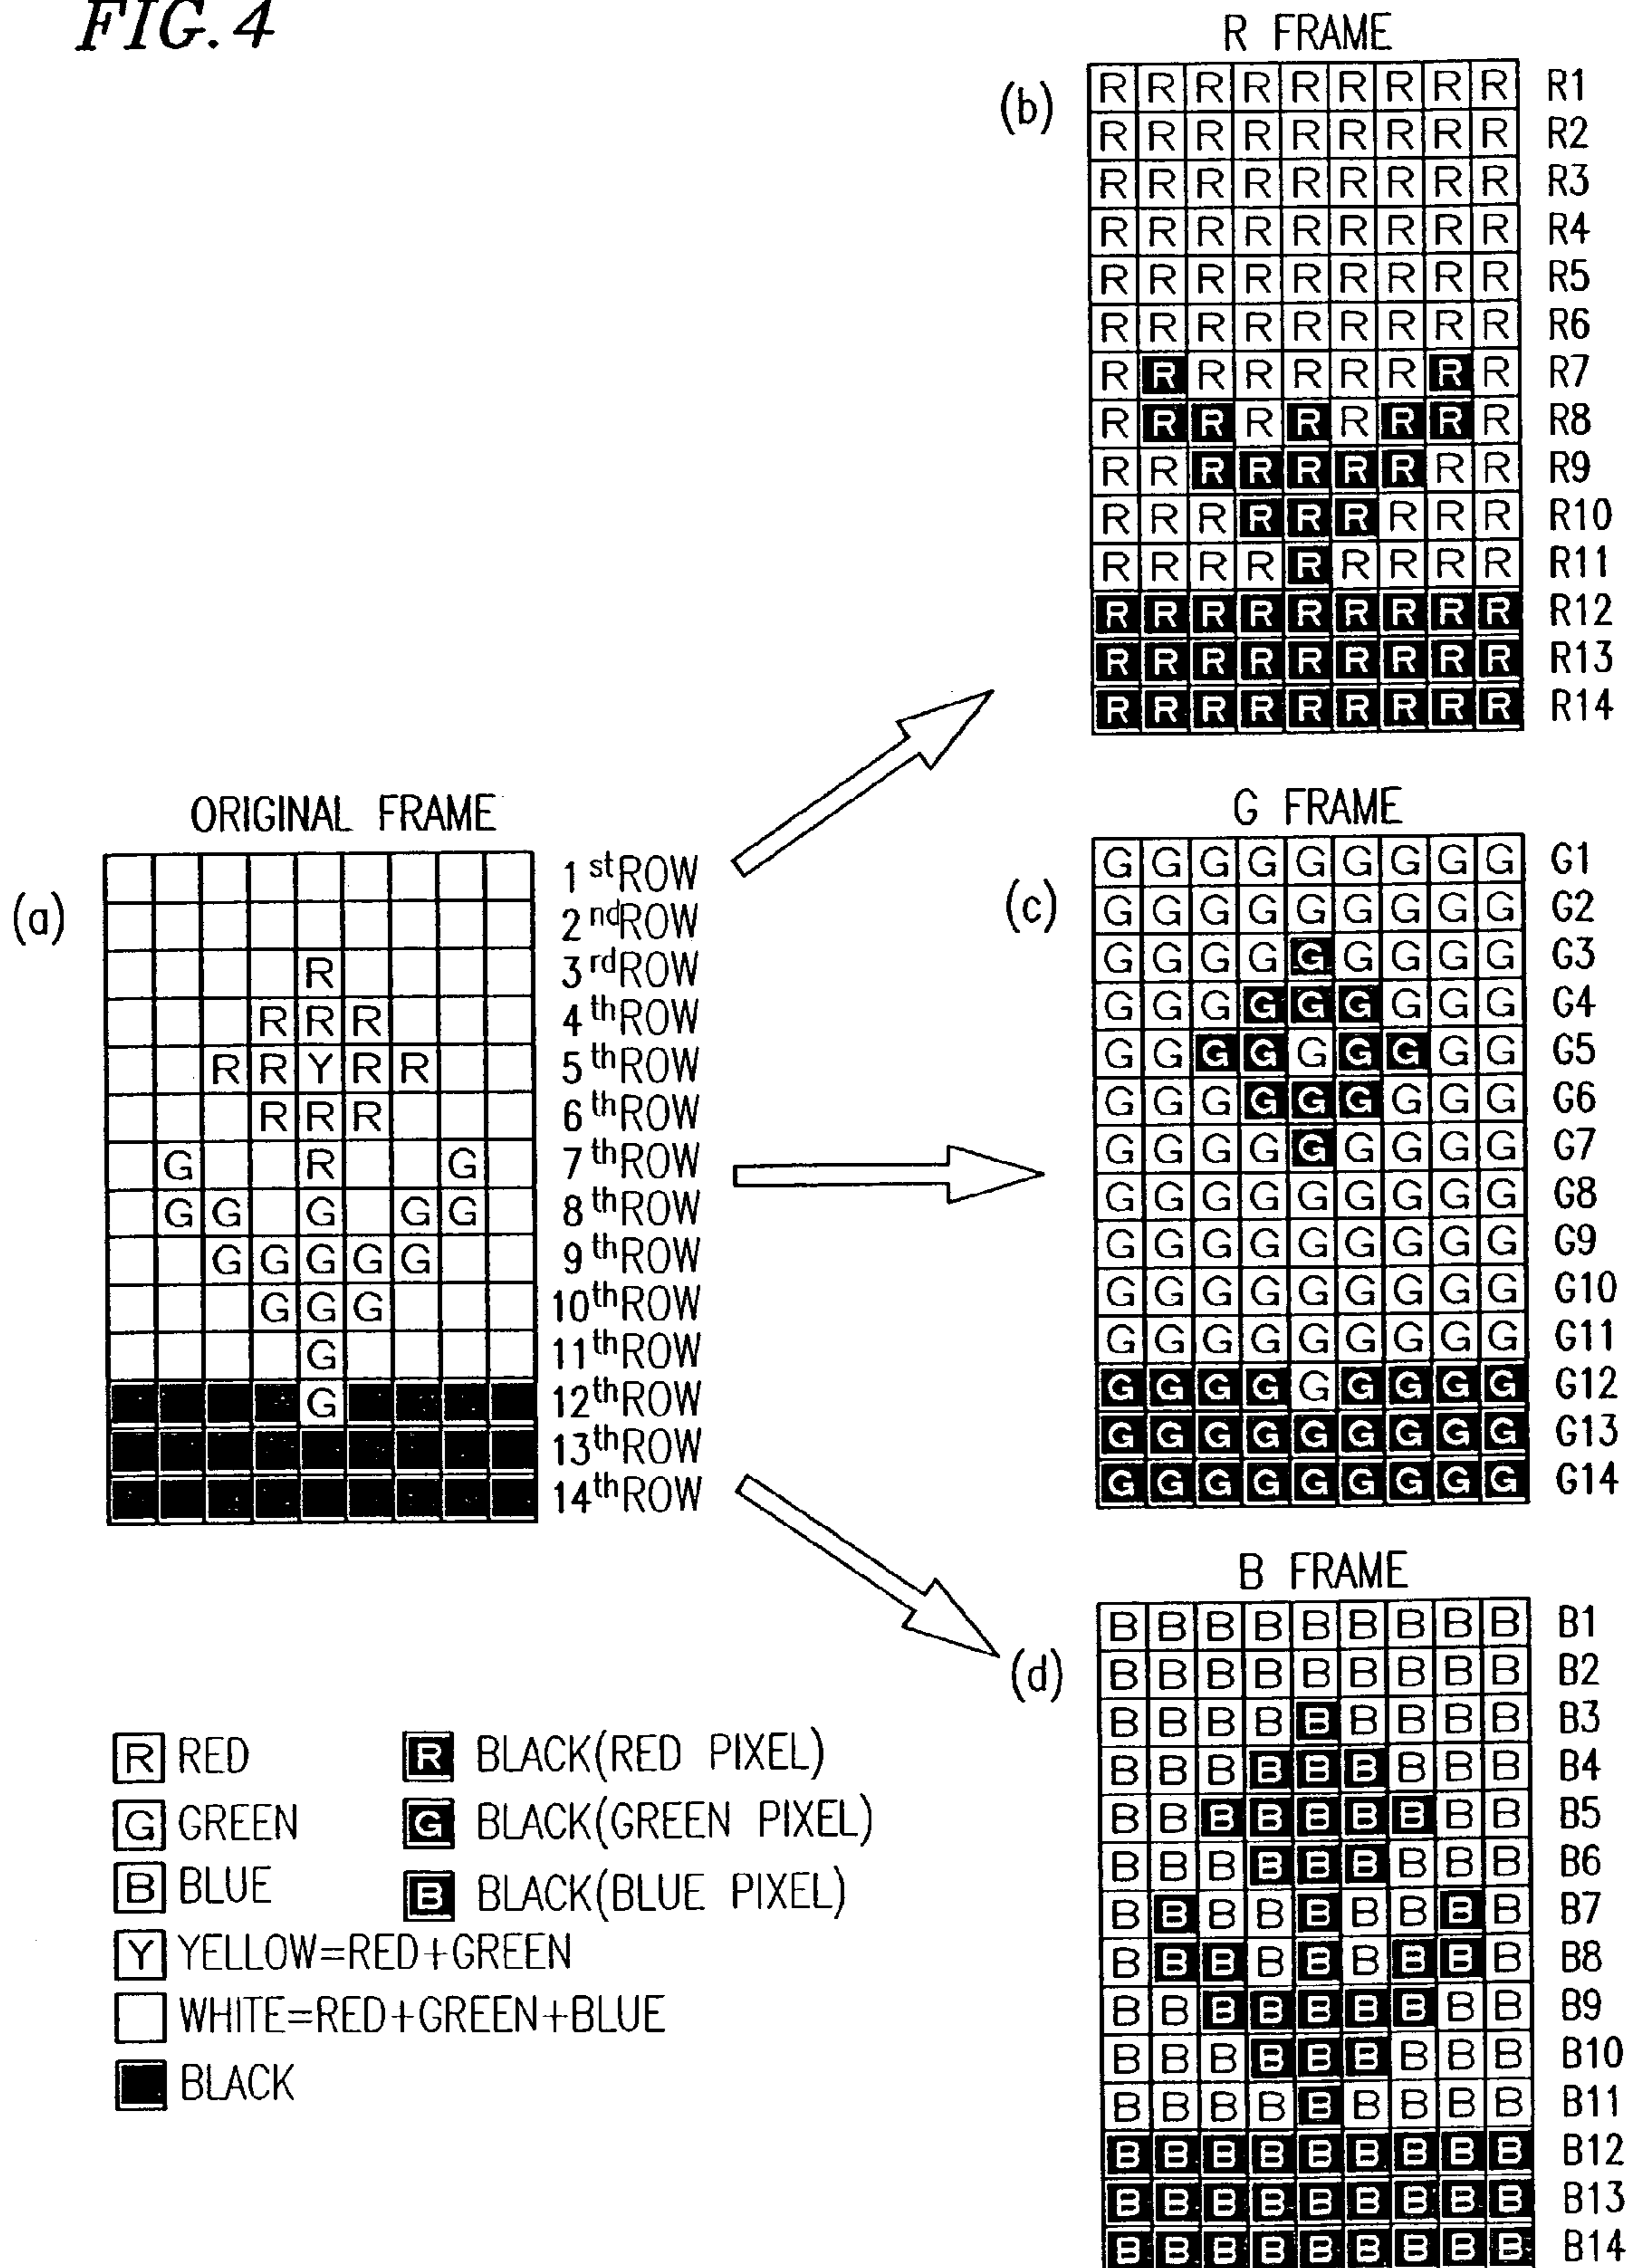 FIG. 4
R FRAME
(b)
R R R R R R R R R R1
R R R R R R R R R R2
R R R R R R R R R R3
R R R R R R R R R R4
R R R R R R R R R R5
R R R R R R R R R R6
R R R R R R R R R R7
R R R R R R R R R R8
R R R R R R R R R R9
R R R R R R R R R R10
R R R R R R R R R R11
R R R R R R R R R R12
R R R R R R R R R R13
R R R R R R R R R R14
ORIGINAL FRAME
(a)
1st ROW
2nd ROW
R 3rd ROW
R R R 4th ROW
R R Y R R 5th ROW
R R R 6th ROW
G R G 7th ROW
G G G G G 8th ROW
G G G G G 9th ROW
G G G 10th ROW
G 11th ROW
G 12th ROW
13th ROW
14th ROW
G FRAME
(c)
G G G G G G G G G G1
G G G G G G G G G G2
G G G G G G G G G G3
G G G G G G G G G G4
G G G G G G G G G G5
G G G G G G G G G G6
G G G G G G G G G G7
G G G G G G G G G G8
G G G G G G G G G G9
G G G G G G G G G G10
G G G G G G G G G G11
G G G G G G G G G G12
G G G G G G G G G G13
G G G G G G G G G G14
B FRAME
(d)
B B B B B B B B B B1
B B B B B B B B B B2
B B B B B B B B B B3
B B B B B B B B B B4
B B B B B B B B B B5
B B B B B B B B B B6
B B B B B B B B B B7
B B B B B B B B B B8
B B B B B B B B B B9
B B B B B B B B B B10
B B B B B B B B B B11
B B B B B B B B B B12
B B B B B B B B B B13
B B B B B B B B B B14
R RED
G GREEN
B BLUE
Y YELLOW=RED+GREEN
WHITE=RED+GREEN+BLUE
BLACK
R BLACK(RED PIXEL)
G BLACK(GREEN PIXEL)
B BLACK(BLUE PIXEL)